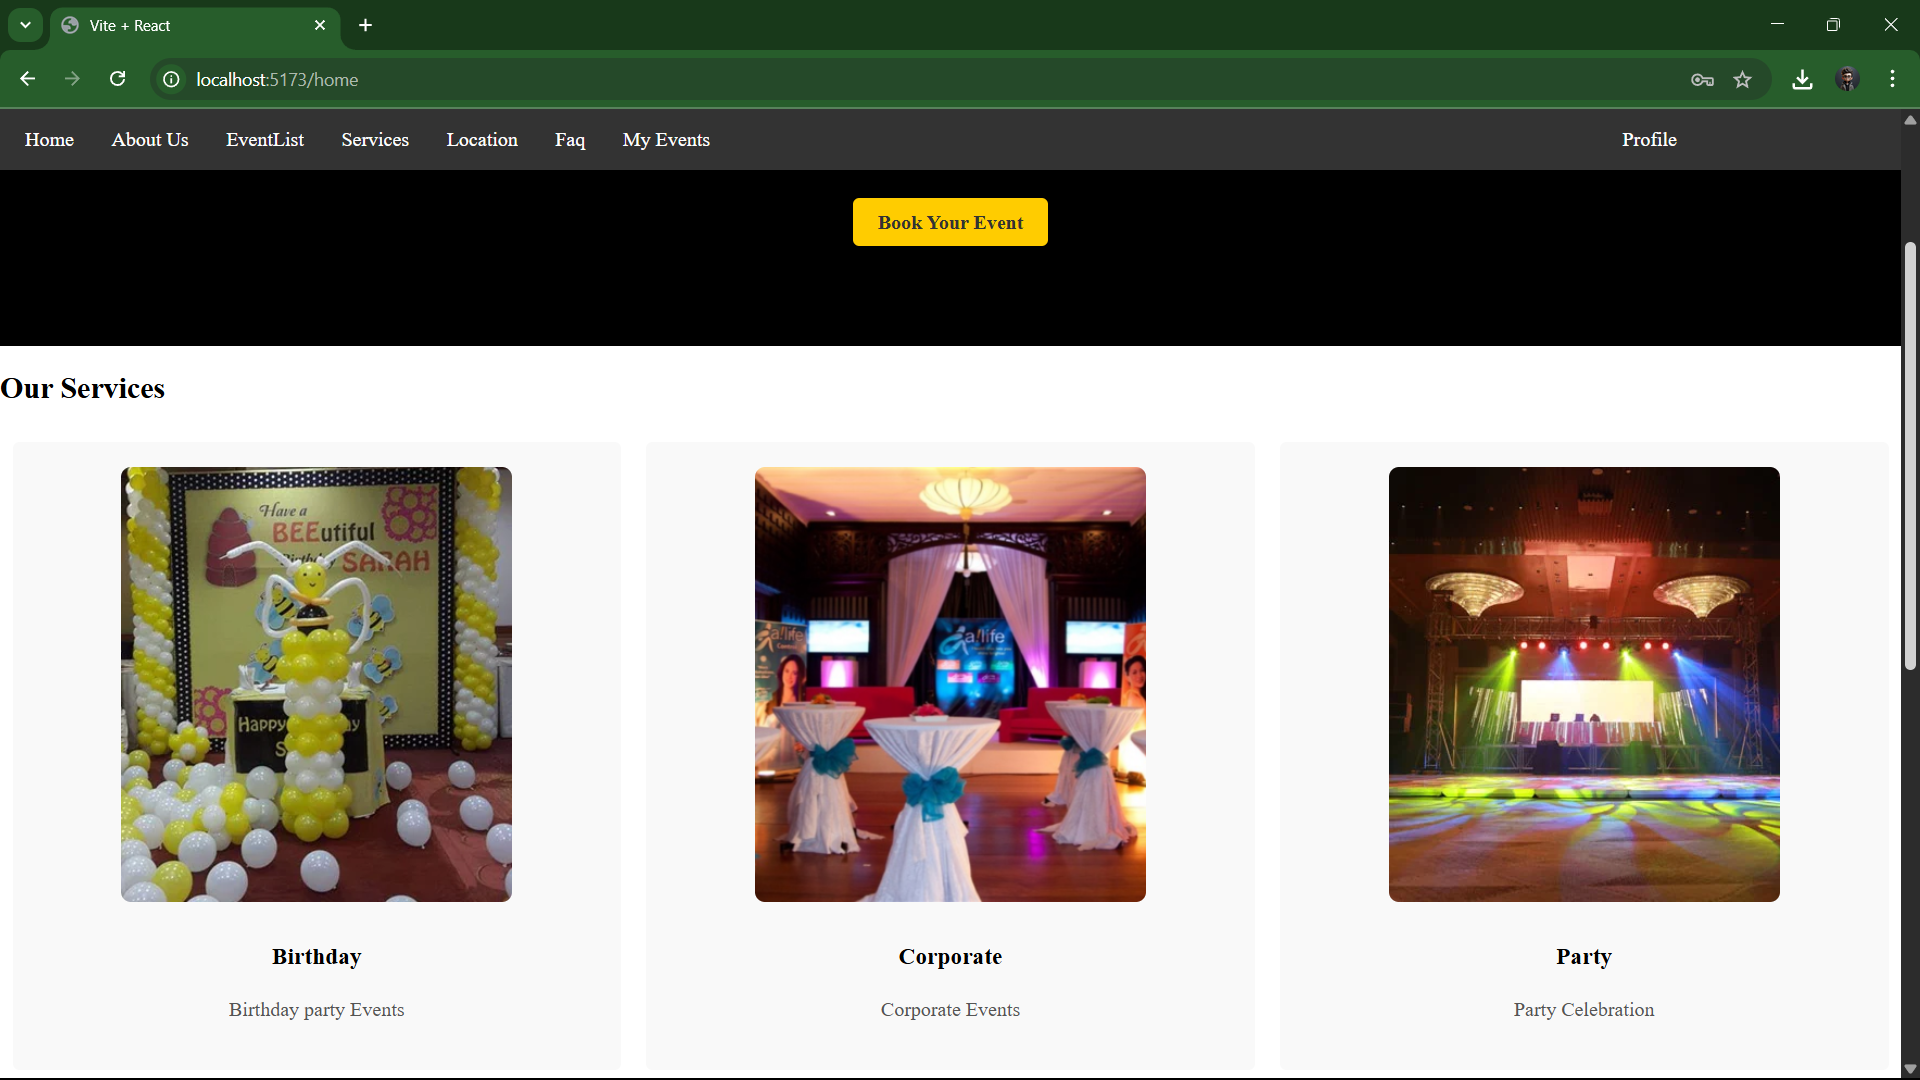 Vite + React
localhost:5173/home
Home About Us EventList Services Location Faq My Events Profile
Book Your Event
Our Services
Have a
BEEutiful
Birthday SARAH
Happy
a!life
a!life
Birthday
Corporate
Party
Birthday party Events
Corporate Events
Party Celebration